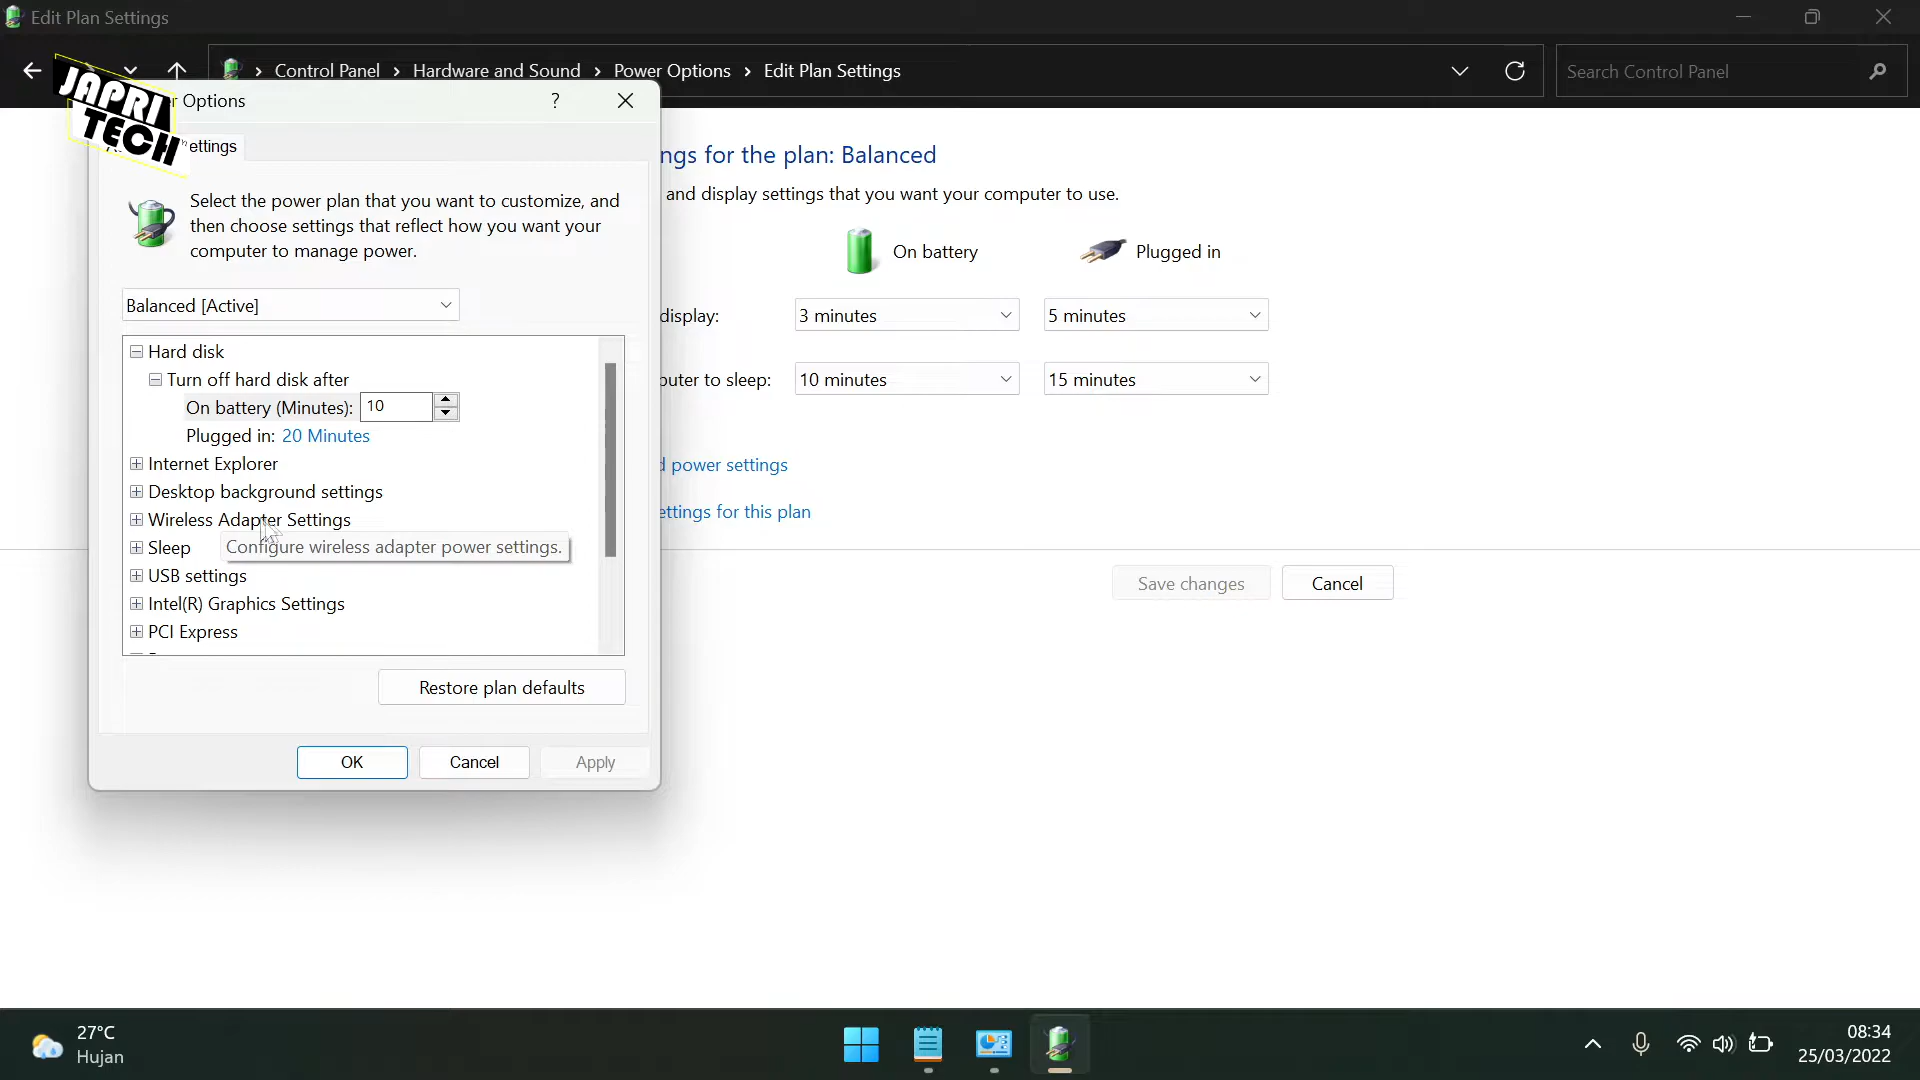 Edit Plan Settings
Control Panel > Hardware and Sound > Power Options > Edit Plan Settings
Search Control Panel
JAPRI
TECH
r Options
?
ettings
Select the power plan that you want to customize, and
then choose settings that reflect how you want your
computer to manage power.
Balanced [Active]
Hard disk
Turn off hard disk after
On battery (Minutes): 10
Plugged in: 20 Minutes
Internet Explorer
Desktop background settings
Wireless Adapter Settings
Sleep
Configure wireless adapter power settings.
USB settings
Intel(R) Graphics Settings
PCI Express
Restore plan defaults
OK
Cancel
Apply
ngs for the plan: Balanced
and display settings that you want your computer to use.
On battery
Plugged in
display:
3 minutes
5 minutes
puter to sleep:
10 minutes
15 minutes
d power settings
ettings for this plan
Save changes
Cancel
27°C
Hujan
08:34
25/03/2022